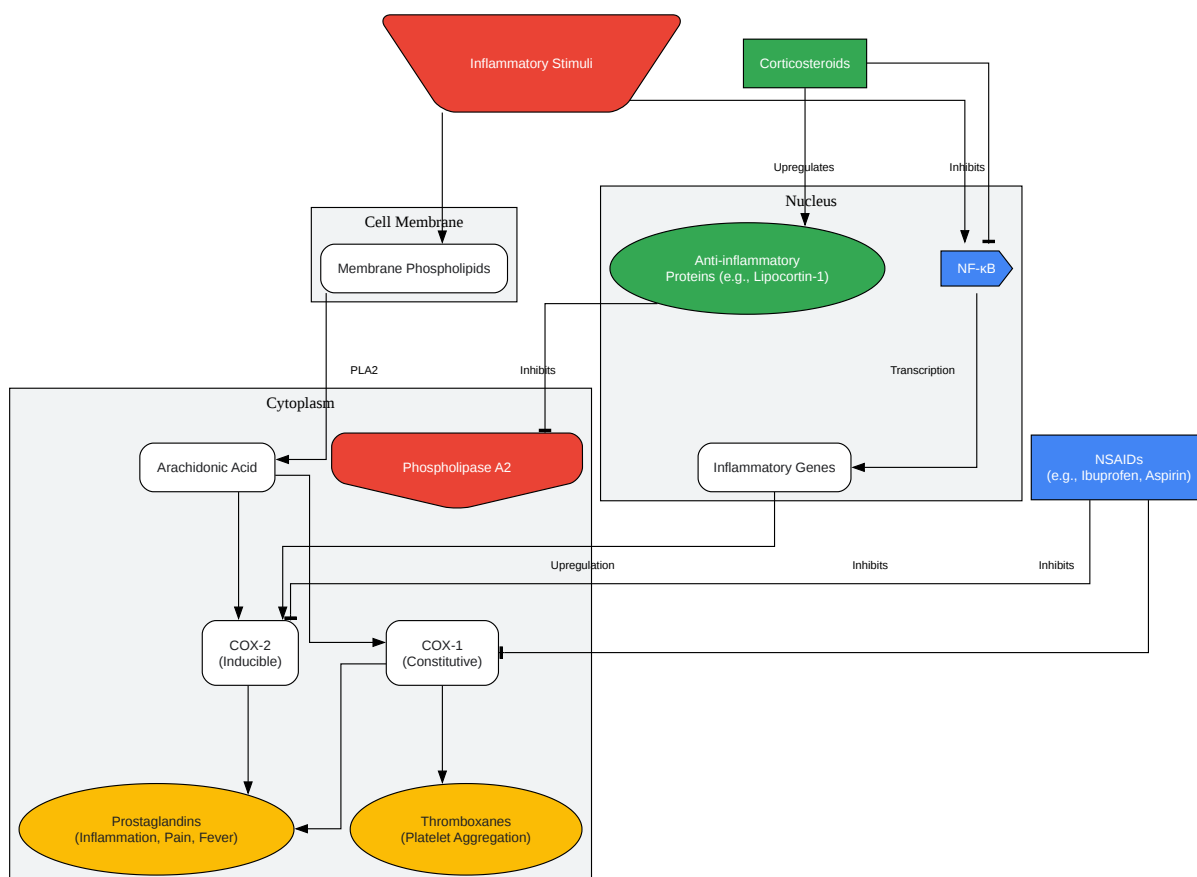 Inflammatory Stimuli
Corticosteroids
Upregulates
Inhibits
Nucleus
Cell Membrane
Membrane Phospholipids
Anti-inflammatory
Proteins (e.g., Lipocortin-1)
NF-κB
PLA2
Inhibits
Transcription
Cytoplasm
Arachidonic Acid
Phospholipase A2
Inflammatory Genes
NSAIDs
(e.g., Ibuprofen, Aspirin)
Upregulation
Inhibits
Inhibits
COX-2
(Inducible)
COX-1
(Constitutive)
Prostaglandins
(Inflammation, Pain, Fever)
Thromboxanes
(Platelet Aggregation)